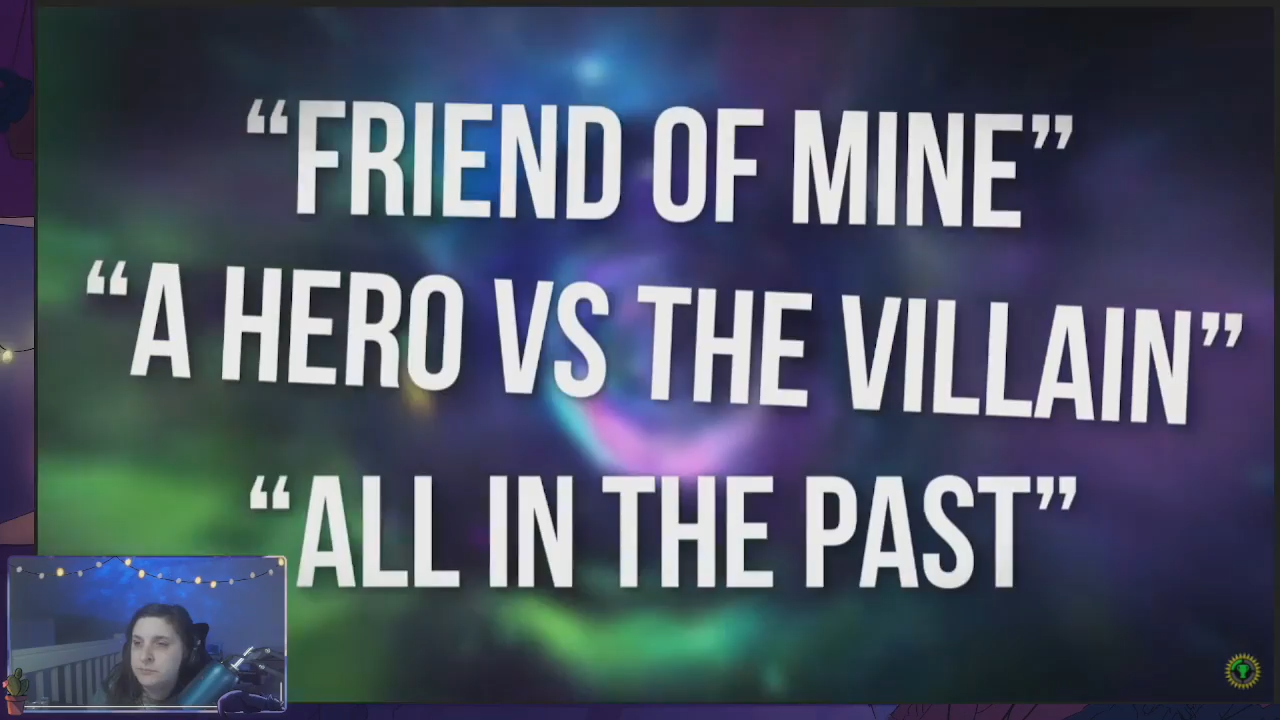 “FRIEND OF MINE”
“A HERO VS THE VILLAIN”
“ALL IN THE PAST”